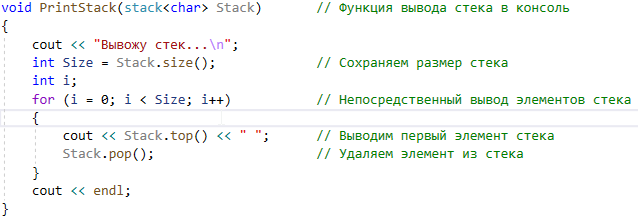 void PrintStack(stack<char> Stack) // Функция вывода стека в консоль
{
cout << "Вывожу стек...\n";
int Size = Stack.size(); // Сохраняем размер стека
int i;
for (i = 0; i < Size; i++) // Непосредственный вывод элементов стека
{
cout << Stack.top() << " "; // Выводим первый элемент стека
Stack.pop(); // Удаляем элемент из стека
}
cout << endl;
}